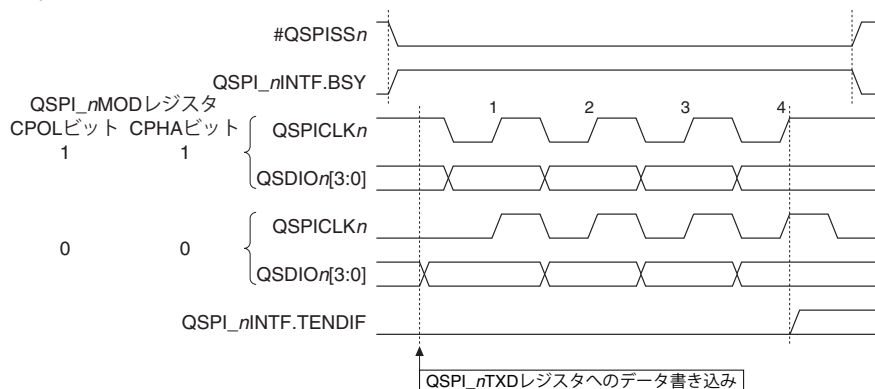 #QSPISSn
QSPI_nINTF.BSY
QSPI_nMODレジスタ
CPOLビット CPHAビット
1 1
QSPICLKn
1 2 3 4
QSDIOn[3:0]
0 0
QSPICLKn
QSDIOn[3:0]
QSPI_nINTF.TENDIF
QSPI_nTXDレジスタへのデータ書き込み